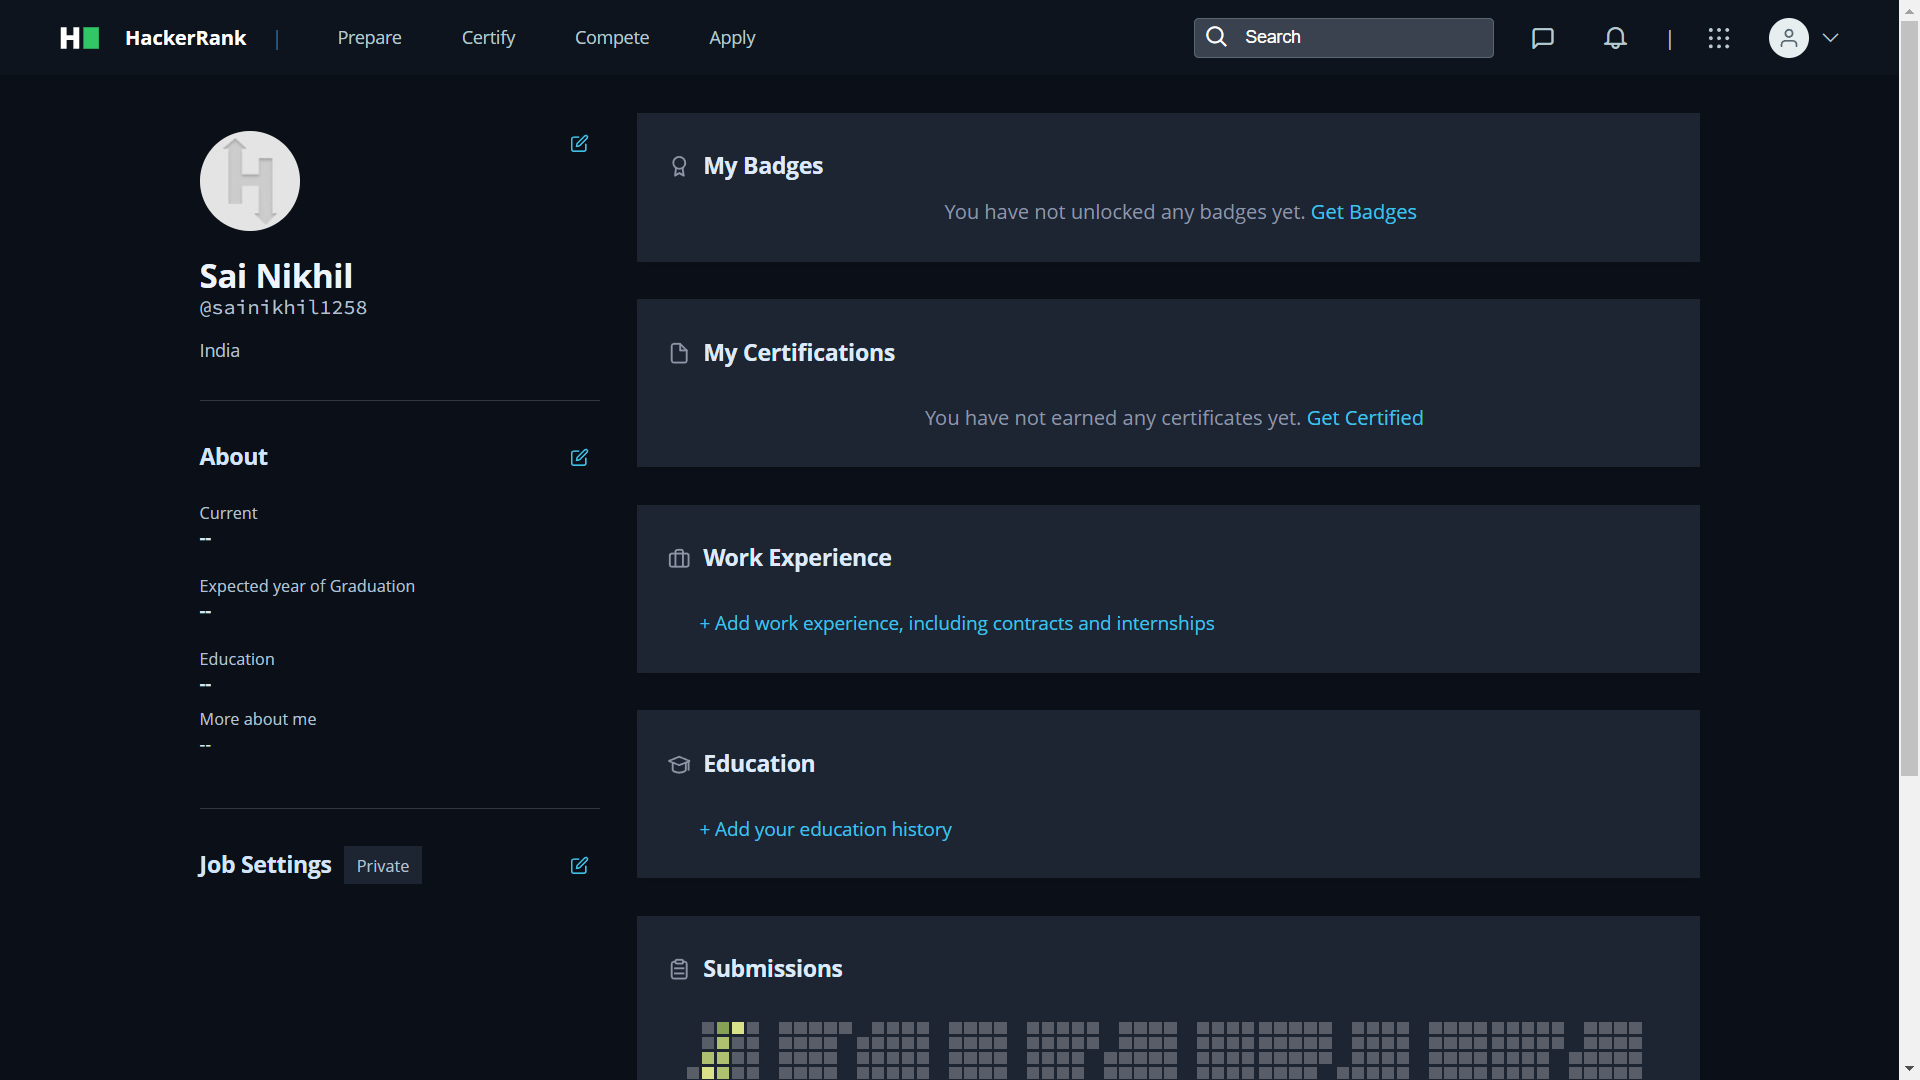 HackerRank | Prepare Certify Compete Apply Search |
Sai Nikhil
@sainikhil1258
India
About
Current
--
Expected year of Graduation
--
Education
--
More about me
--
Job Settings Private
My Badges
You have not unlocked any badges yet. Get Badges
My Certifications
You have not earned any certificates yet. Get Certified
Work Experience
+ Add work experience, including contracts and internships
Education
+ Add your education history
Submissions